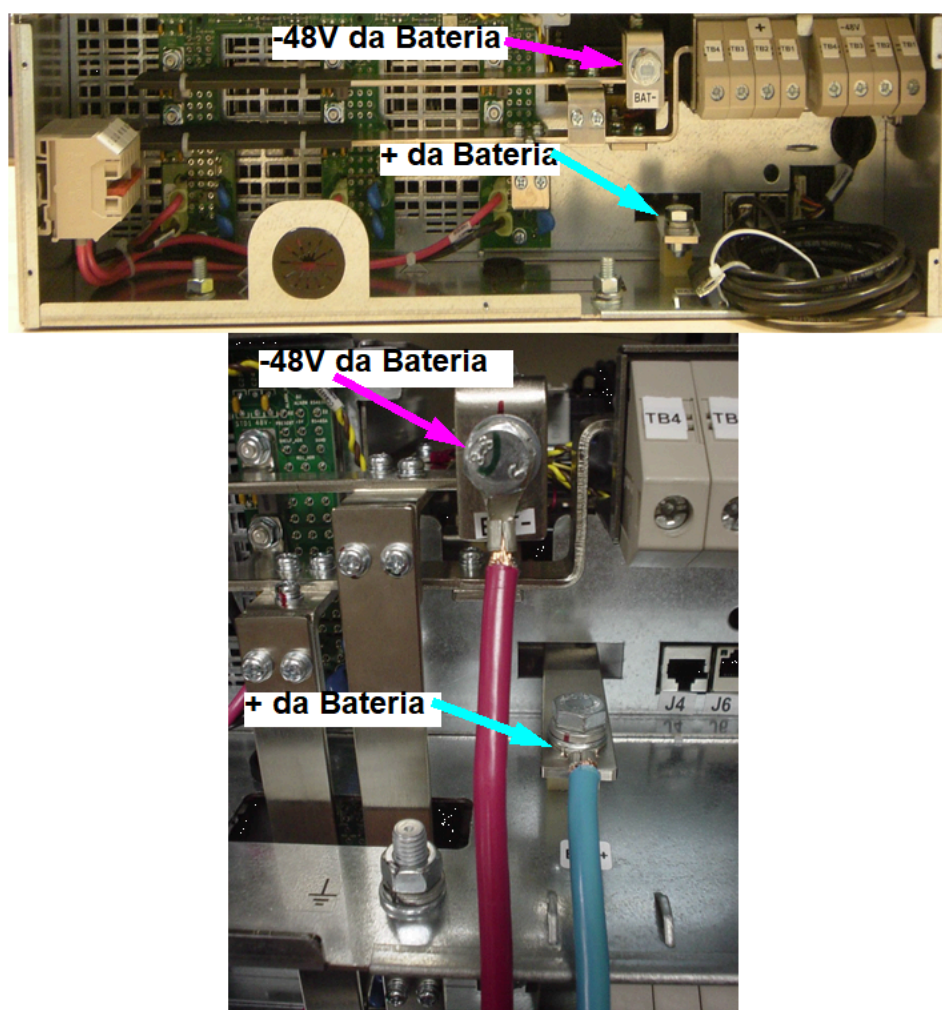 -48V da Bateria
+
-48V
TB4 TB3 TB2 TB1
TB4 TB3 TB2 TB1
BAT-
+ da Bateria
-48V da Bateria
TB4
TB
+ da Bateria
J4 J6